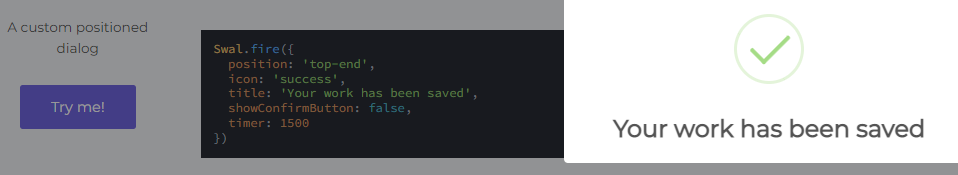 A custom positioned
dialog
Try me!
Swal.fire({
  position: 'top-end',
  icon: 'success',
  title: 'Your work has been saved',
  showConfirmButton: false,
  timer: 1500
})
Your work has been saved